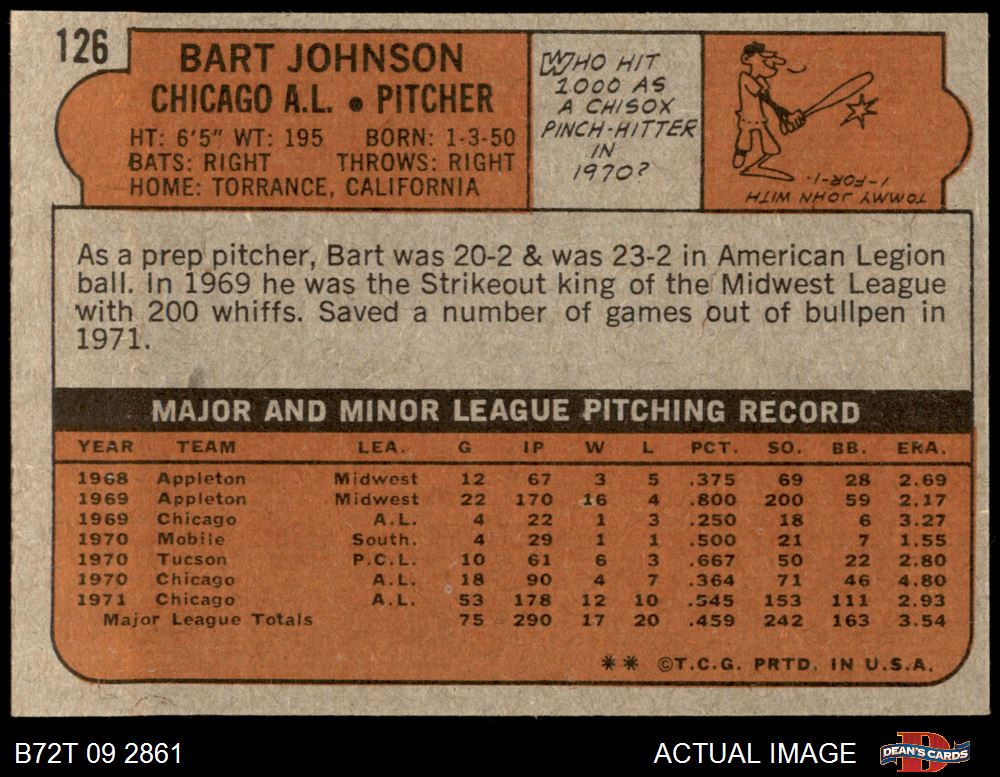 126
BART JOHNSON
CHICAGO A.L. • PITCHER
HT: 6'5" WT: 195 BORN: 1-3-50
BATS: RIGHT THROWS: RIGHT
HOME: TORRANCE, CALIFORNIA
WHO HIT
1000 AS
A CHISOX
PINCH-HITTER
IN
1970?
TOMMY JOHN WITH
1-FOR-1.
As a prep pitcher, Bart was 20-2 & was 23-2 in American Legion
ball. In 1969 he was the Strikeout king of the Midwest League
with 200 whiffs. Saved a number of games out of bullpen in
1971.
MAJOR AND MINOR LEAGUE PITCHING RECORD
YEAR TEAM LEA. G IP W L PCT. SO. BB. ERA.
1968 Appleton Midwest 12 67 3 5 .375 69 28 2.69
1969 Appleton Midwest 22 170 16 4 .800 200 59 2.17
1969 Chicago A.L. 4 22 1 3 .250 18 6 3.27
1970 Mobile South. 4 29 1 1 .500 21 7 1.55
1970 Tucson P.C.L. 10 61 6 3 .667 50 22 2.80
1970 Chicago A.L. 18 90 4 7 .364 71 46 4.80
1971 Chicago A.L. 53 178 12 10 .545 153 111 2.93
Major League Totals 75 290 17 20 .459 242 163 3.54
** ©T.C.G. PRTD. IN U.S.A.
B72T 09 2861
ACTUAL IMAGE
DEAN'S CARDS